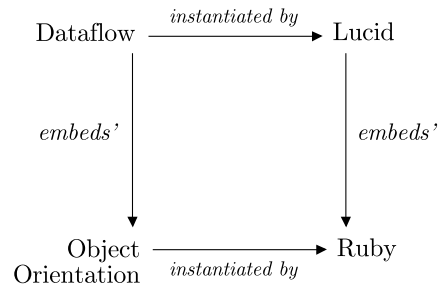 instantiated by
Dataflow
Lucid
embeds’
embeds’
Object
Orientation
Ruby
instantiated by